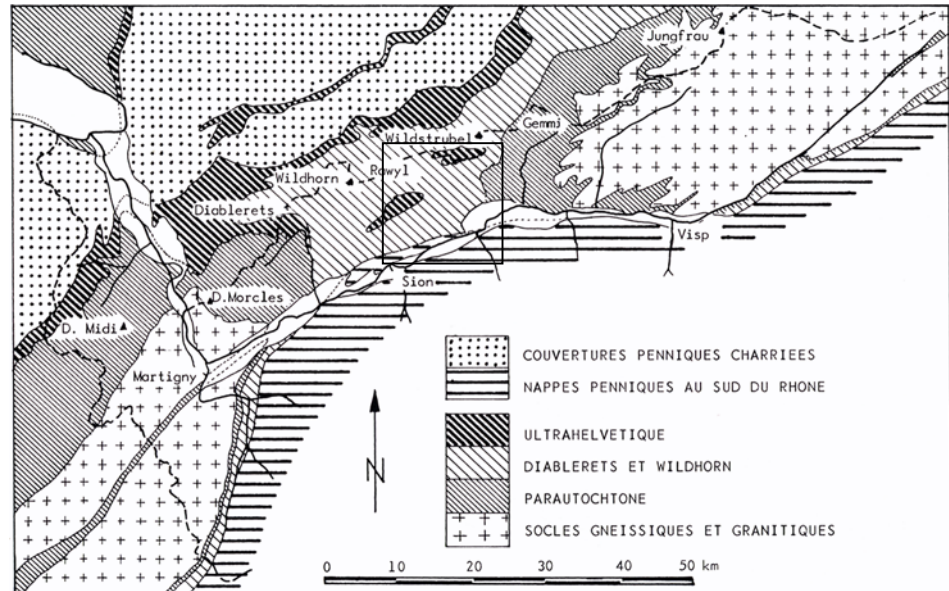 Jungfrau
Gemmi
Wildstrubel
Rawyl
Wildhorn
Diablerets
Visp
Sion
D.Morcles
D. Midi
Martigny
N
COUVERTURES PENNIQUES CHARRIEES
NAPPES PENNIQUES AU SUD DU RHONE
ULTRAHELVETIQUE
DIABLERETS ET WILDHORN
PARAUTOCHTONE
SOCLES GNEISSIQUES ET GRANITIQUES
0 10 20 30 40 50 km